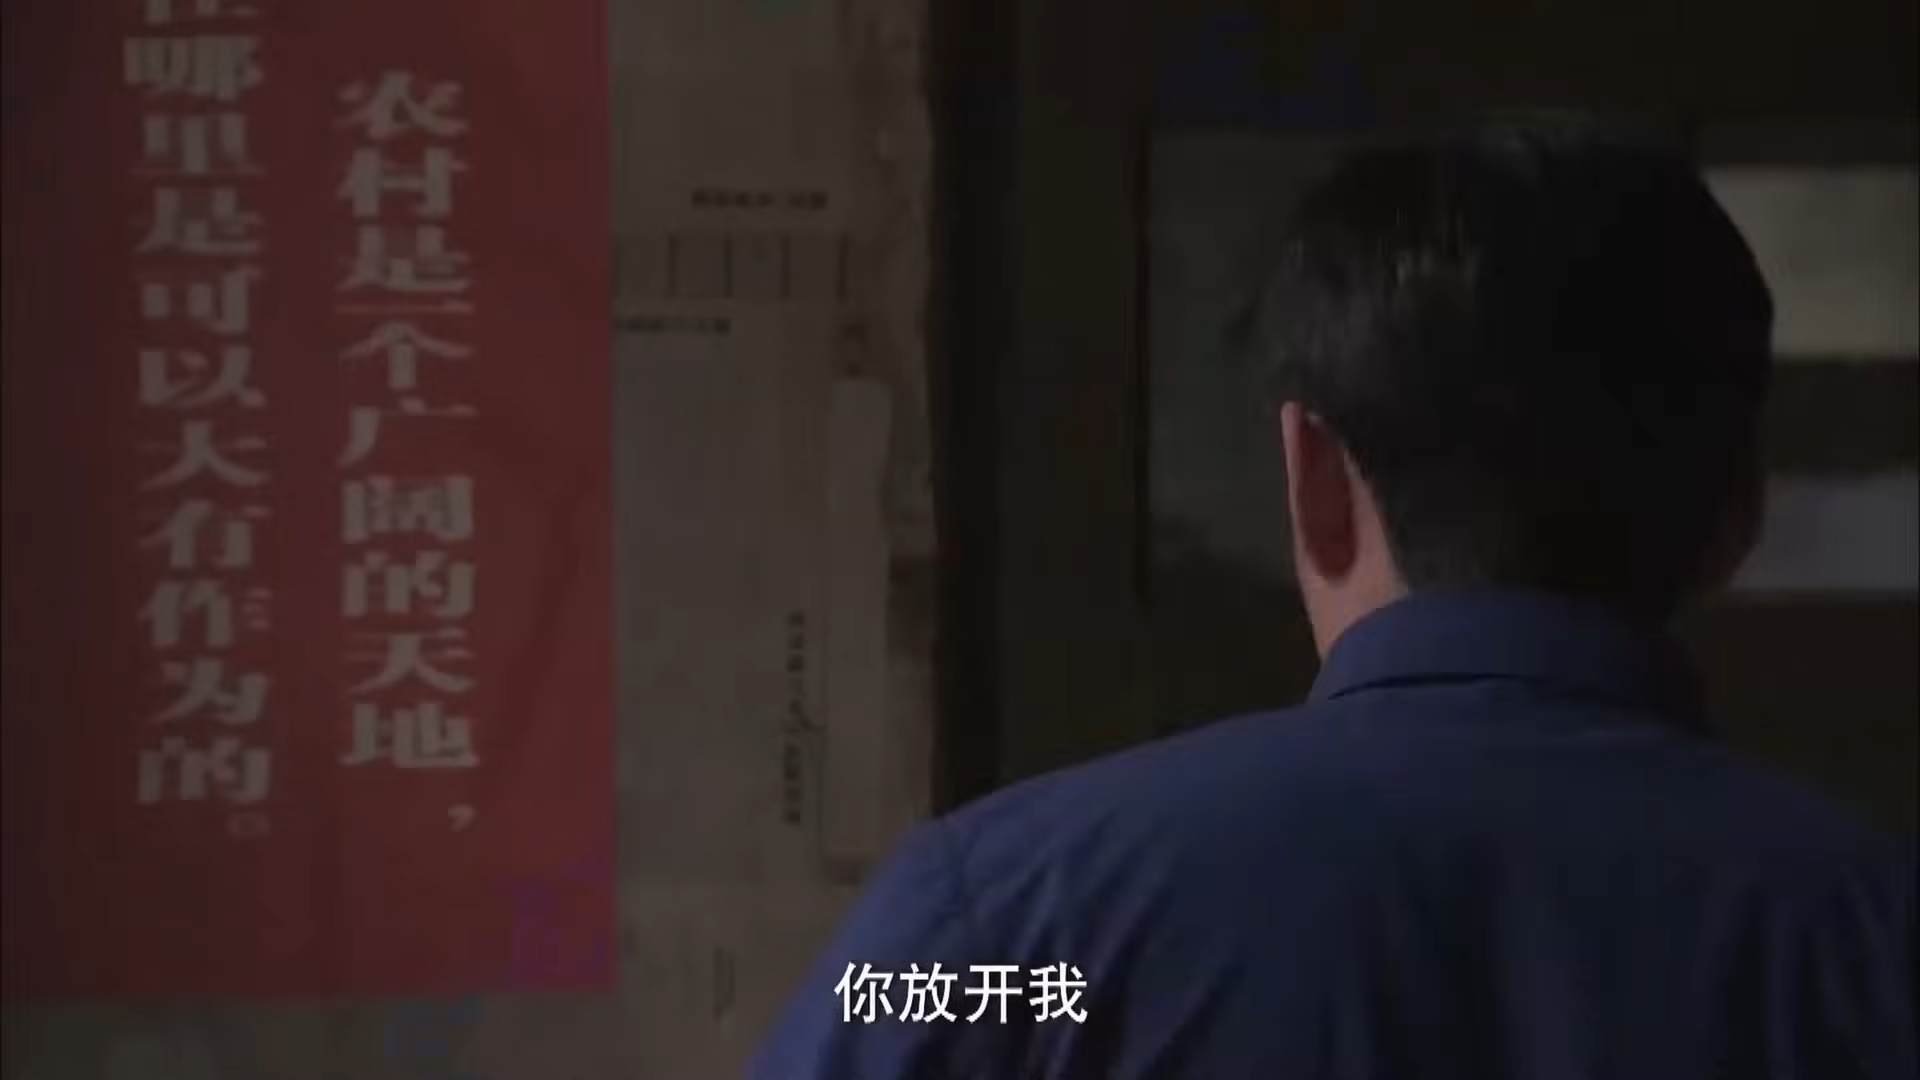 农村是一个广阔的天地，
在哪里是可以大有作为的。
你放开我